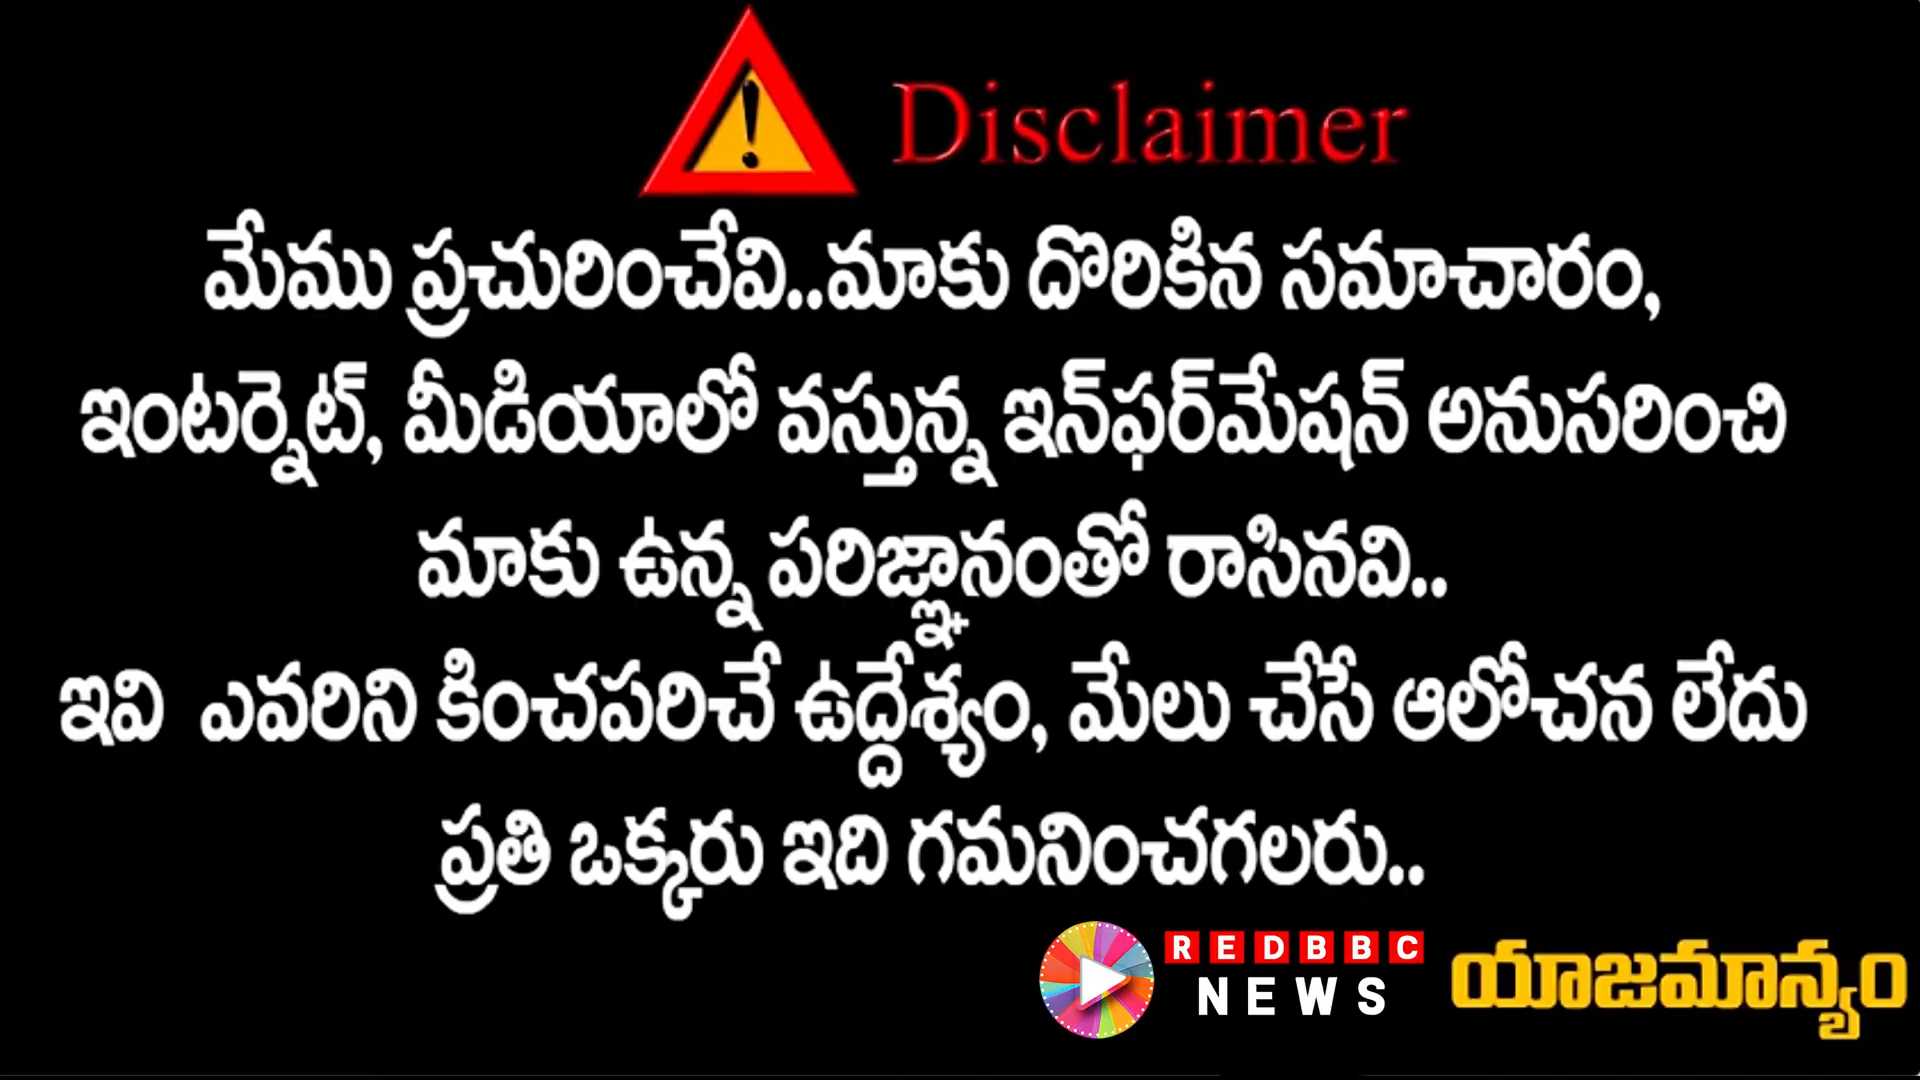 Disclaimer
మేము ప్రచురించేవి..మాకు దొరికిన సమాచారం,
ఇంటర్నెట్, మీడియాలో వస్తున్న ఇన్‌ఫర్‌మేషన్ అనుసరించి
మాకు ఉన్న పరిజ్ఞానంతో రాసినవి..
ఇవి ఎవరిని కించపరిచే ఉద్దేశ్యం, మేలు చేసే ఆలోచన లేదు
ప్రతి ఒక్కరు ఇది గమనించగలరు..
REDBBC
NEWS
యాజమాన్యం